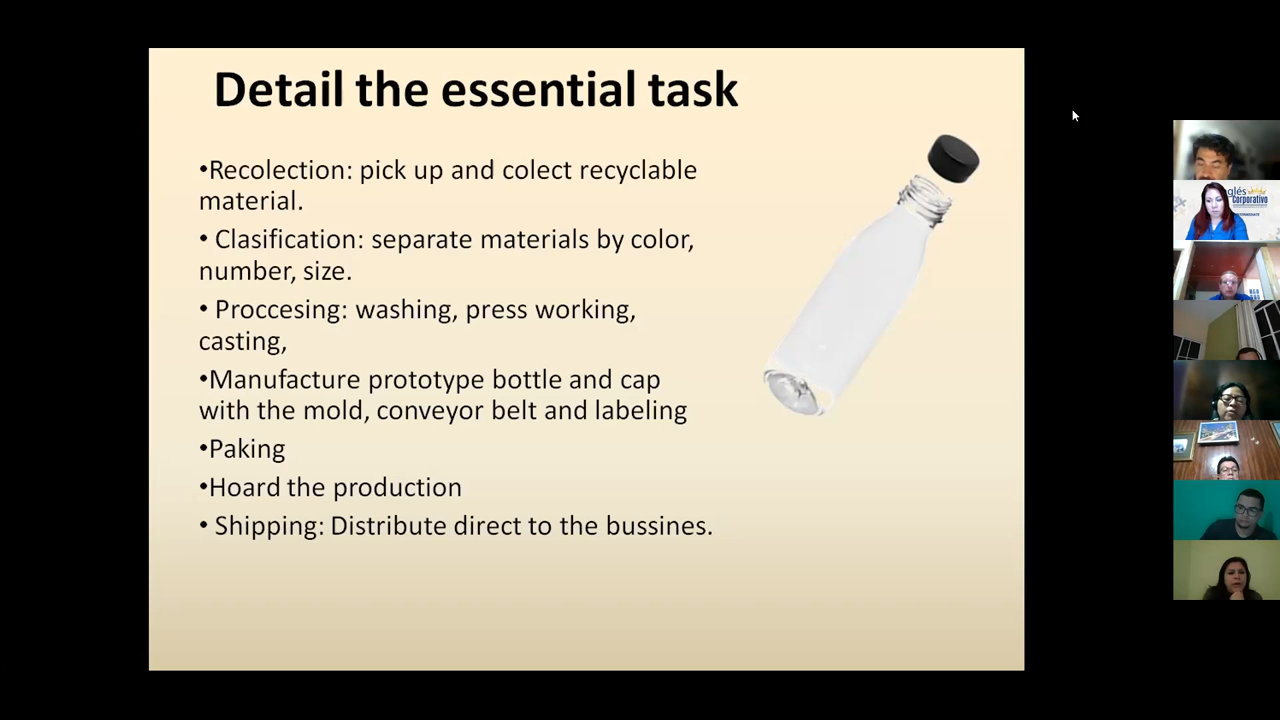 Detail the essential task
•Recolection: pick up and colect recyclable
material.
• Clasification: separate materials by color,
number, size.
• Proccesing: washing, press working,
casting,
•Manufacture prototype bottle and cap
with the mold, conveyor belt and labeling
•Paking
•Hoard the production
• Shipping: Distribute direct to the bussines.
glés
Corporativo